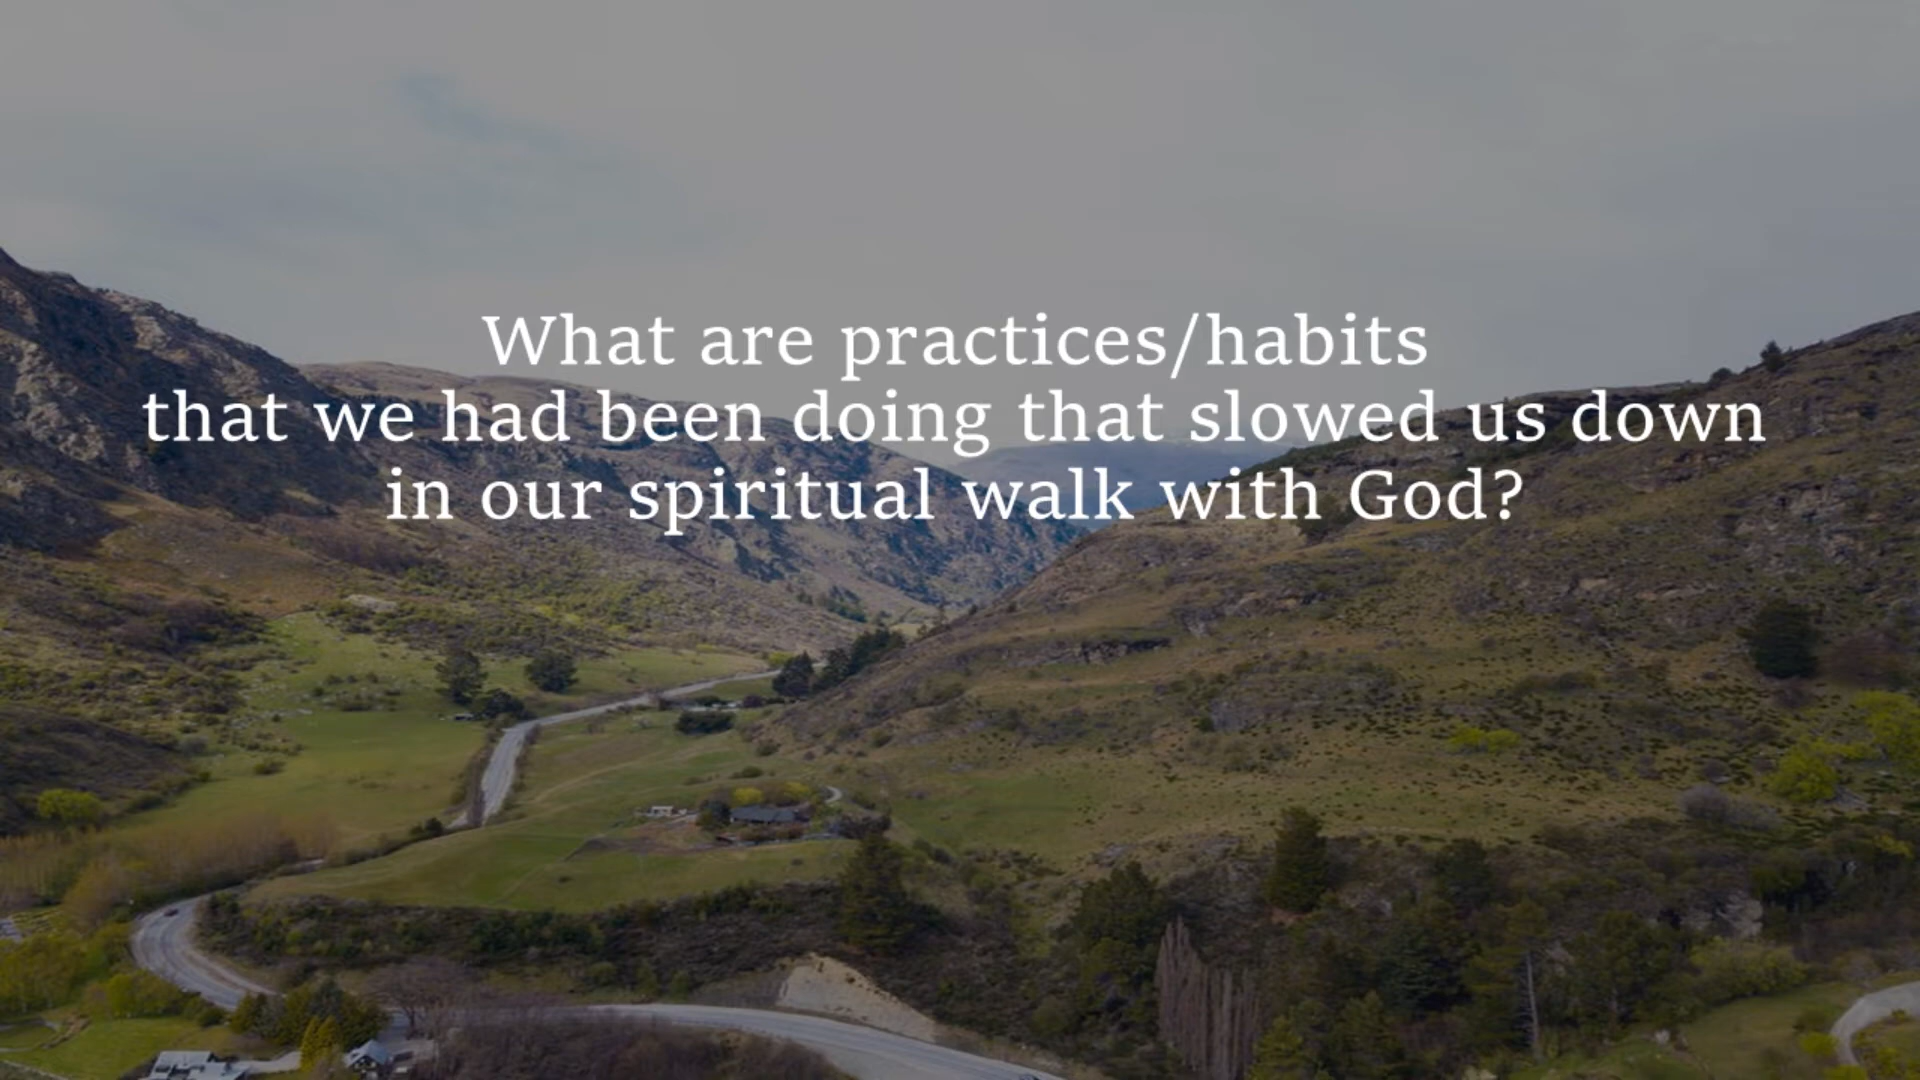 What are practices/habits
that we had been doing that slowed us down
in our spiritual walk with God?